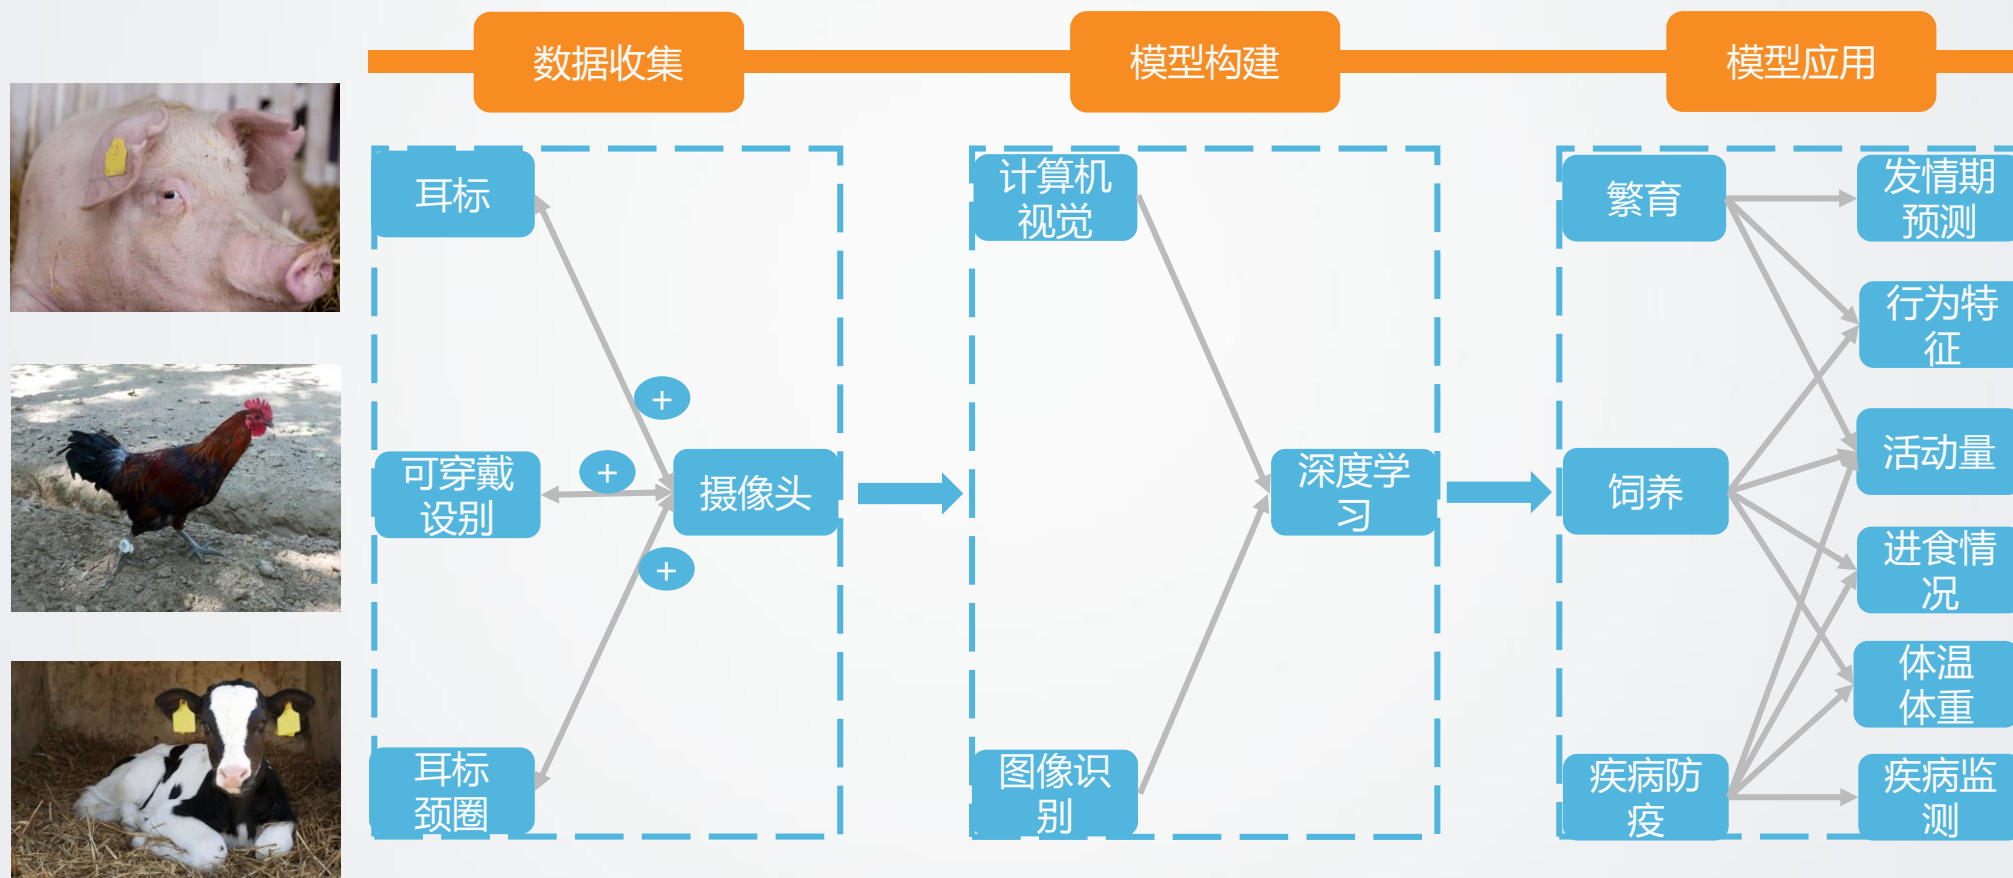 数据收集
模型构建
模型应用
耳标
可穿戴
设别
耳标
颈圈
+
+
+
摄像头
计算机
视觉
图像识
别
深度学
习
繁育
饲养
疾病防
疫
发情期
预测
行为特
征
活动量
进食情
况
体温
体重
疾病监
测